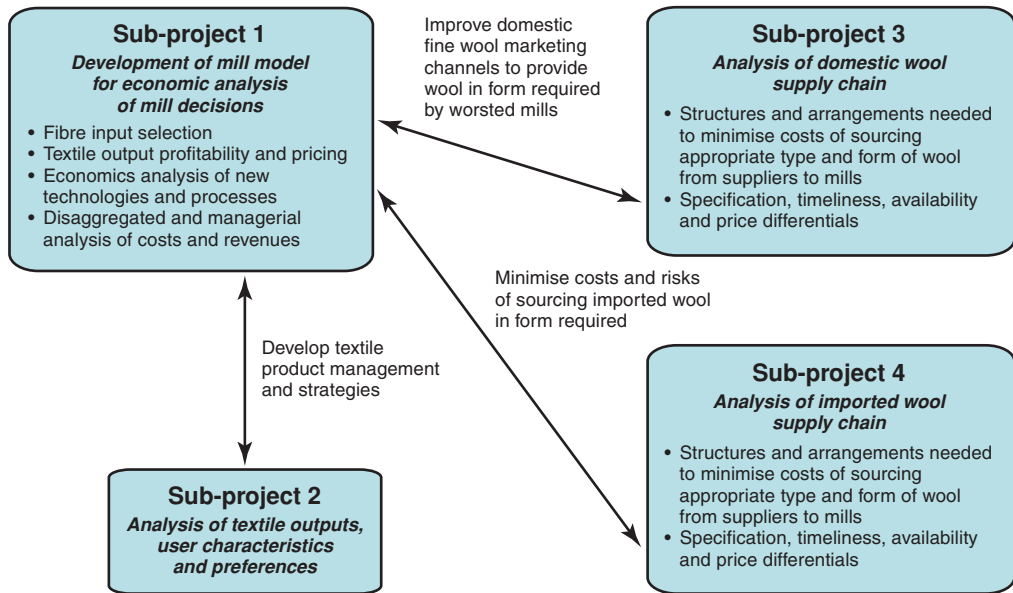 Sub-project 1
Development of mill model
for economic analysis
of mill decisions
• Fibre input selection
• Textile output profitability and pricing
• Economics analysis of new
technologies and processes
• Disaggregated and managerial
analysis of costs and revenues
Improve domestic
fine wool marketing
channels to provide
wool in form required
by worsted mills
Sub-project 3
Analysis of domestic wool
supply chain
• Structures and arrangements needed
to minimise costs of sourcing
appropriate type and form of wool
from suppliers to mills
• Specification, timeliness, availability
and price differentials
Minimise costs and risks
of sourcing imported wool
in form required
Develop textile
product management
and strategies
Sub-project 2
Analysis of textile outputs,
user characteristics
and preferences
Sub-project 4
Analysis of imported wool
supply chain
• Structures and arrangements needed
to minimise costs of sourcing
appropriate type and form of wool
from suppliers to mills
• Specification, timeliness, availability
and price differentials